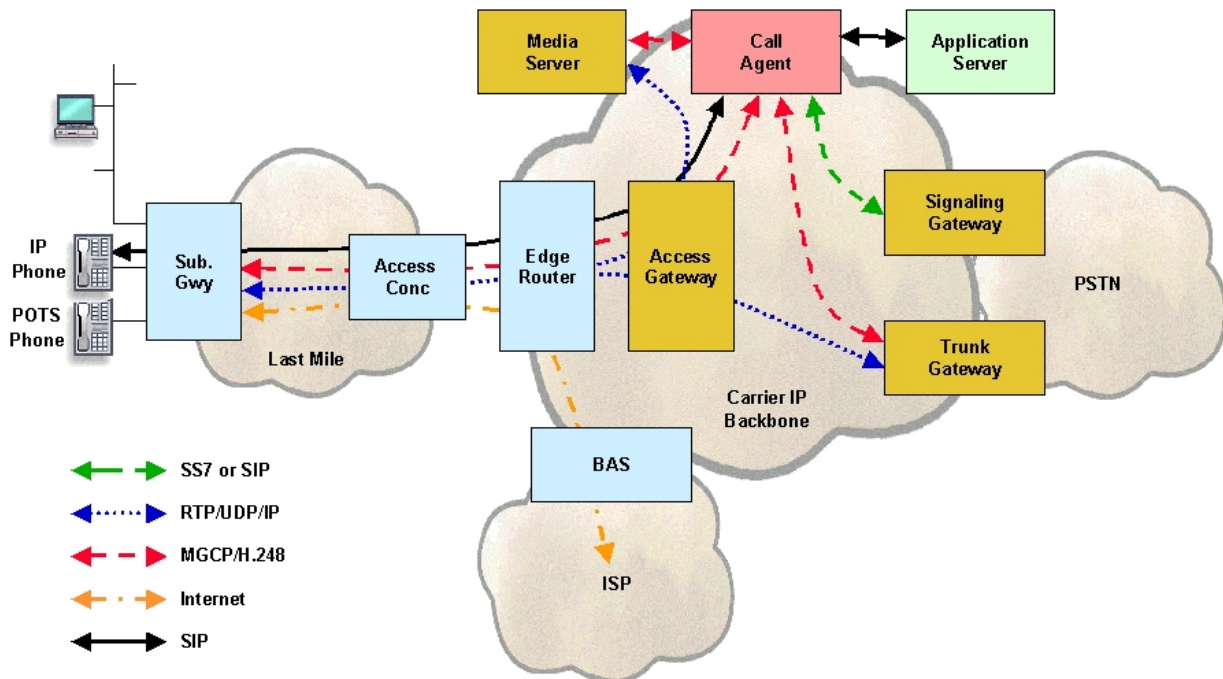 Media
Server
Call
Agent
Application
Server
IP
Phone
POTS
Phone
Sub.
Gwy
Access
Conc
Edge
Router
Access
Gateway
Signaling
Gateway
PSTN
Trunk
Gateway
Last Mile
Carrier IP
Backbone
BAS
ISP
SS7 or SIP
RTP/UDP/IP
MGCP/H.248
Internet
SIP